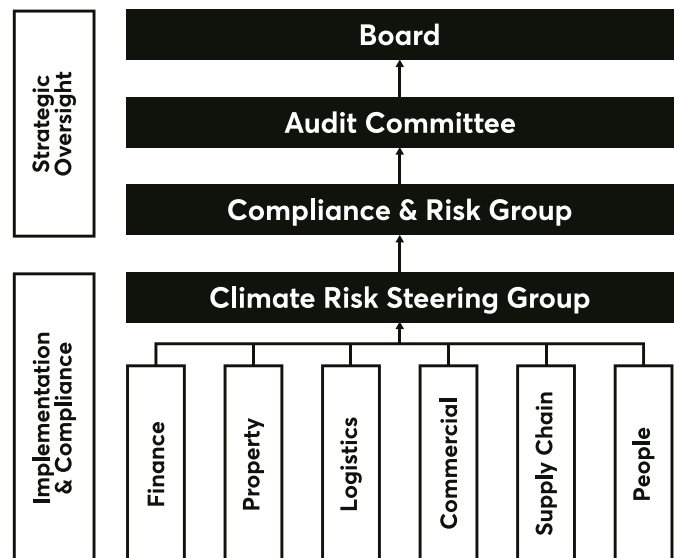 Strategic
Oversight
Board
Audit Committee
Compliance & Risk Group
Implementation
& Compliance
Climate Risk Steering Group
Finance
Property
Logistics
Commercial
Supply Chain
People